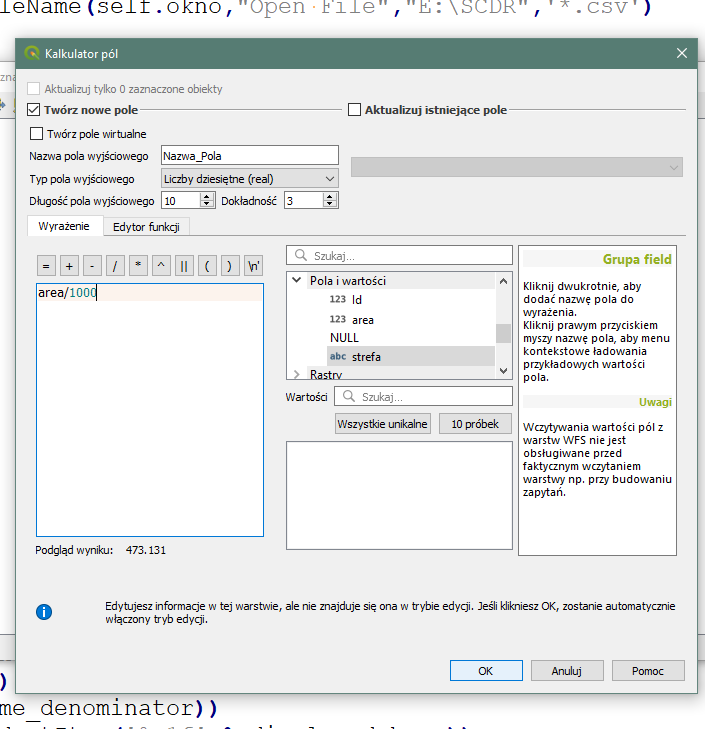 leName(self.okno,"Open File","E:\SCDR",'*.csv')
Kalkulator pól
Aktualizuj tylko 0 zaznaczone obiekty
Twórz nowe pole
Aktualizuj istniejące pole
Twórz pole wirtualne
Nazwa pola wyjściowego
Nazwa_Pola
Typ pola wyjściowego
Liczby dziesiętne (real)
Długość pola wyjściowego
10
Dokładność
3
Wyrażenie
Edytor funkcji
= + - / * ^ || ( ) '\n'
area/1000
Podgląd wyniku: 473.131
Szukaj...
Pola i wartości
123 Id
123 area
NULL
abc strefa
Rastry
Wartości
Szukaj...
Wszystkie unikalne
10 próbek
Grupa field
Kliknij dwukrotnie, aby
dodać nazwę pola do
wyrażenia.
Kliknij prawym przyciskiem
myszy nazwę pola, aby menu
kontekstowe ładowania
przykładowych wartości
pola.
Uwagi
Wczytywania wartości pól z
warstw WFS nie jest
obsługiwane przed
faktycznym wczytaniem
warstwy np. przy budowaniu
zapytań.
Edytujesz informacje w tej warstwie, ale nie znajduje się ona w trybie edycji. Jeśli klikniesz OK, zostanie automatycznie
włączony tryb edycji.
OK
Anuluj
Pomoc
)
me_denominator))